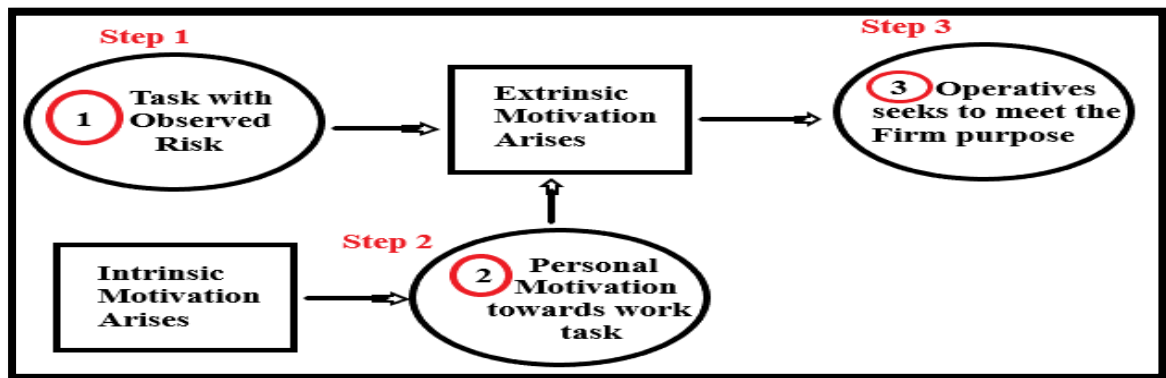 Step 1
1 Task with
Observed
Risk
Extrinsic
Motivation
Arises
Step 3
3 Operatives
seeks to meet the
Firm purpose
Intrinsic
Motivation
Arises
Step 2
2 Personal
Motivation
towards work
task